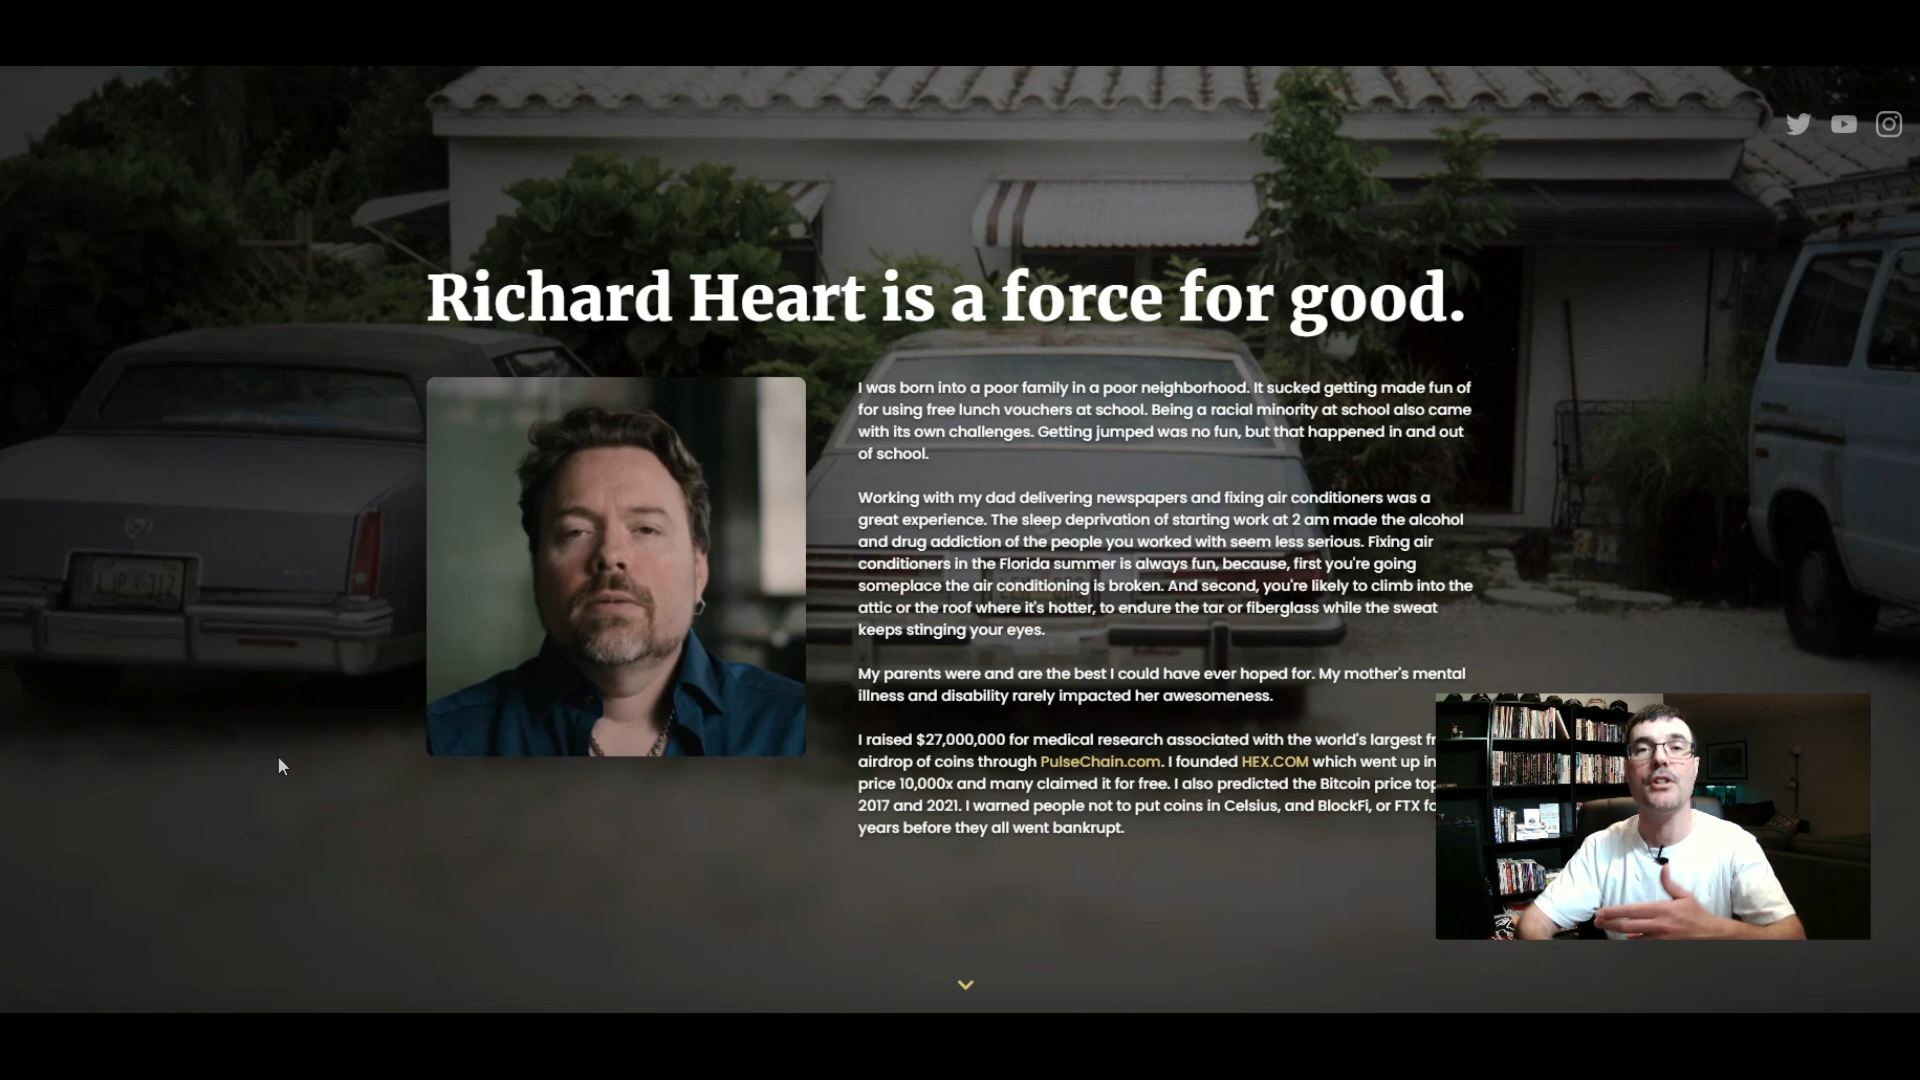 Richard Heart is a force for good.
I was born into a poor family in a poor neighborhood. It sucked getting made fun of
for using free lunch vouchers at school. Being a racial minority at school also came
with its own challenges. Getting jumped was no fun, but that happened in and out
of school.
Working with my dad delivering newspapers and fixing air conditioners was a
great experience. The sleep deprivation of starting work at 2 am made the alcohol
and drug addiction of the people you worked with seem less serious. Fixing air
conditioners in the Florida summer is always fun, because, first you're going
someplace the air conditioning is broken. And second, you're likely to climb into the
attic or the roof where it's hotter, to endure the tar or fiberglass while the sweat
keeps stinging your eyes.
My parents were and are the best I could have ever hoped for. My mother's mental
illness and disability rarely impacted her awesomeness.
I raised $27,000,000 for medical research associated with the world's largest
airdrop of coins through PulseChain.com. I founded HEX.COM which went up in
price 10,000x and many claimed it for free. I also predicted the Bitcoin price
2017 and 2021. I warned people not to put coins in Celsius, and BlockFi, or FTX
years before they all went bankrupt.